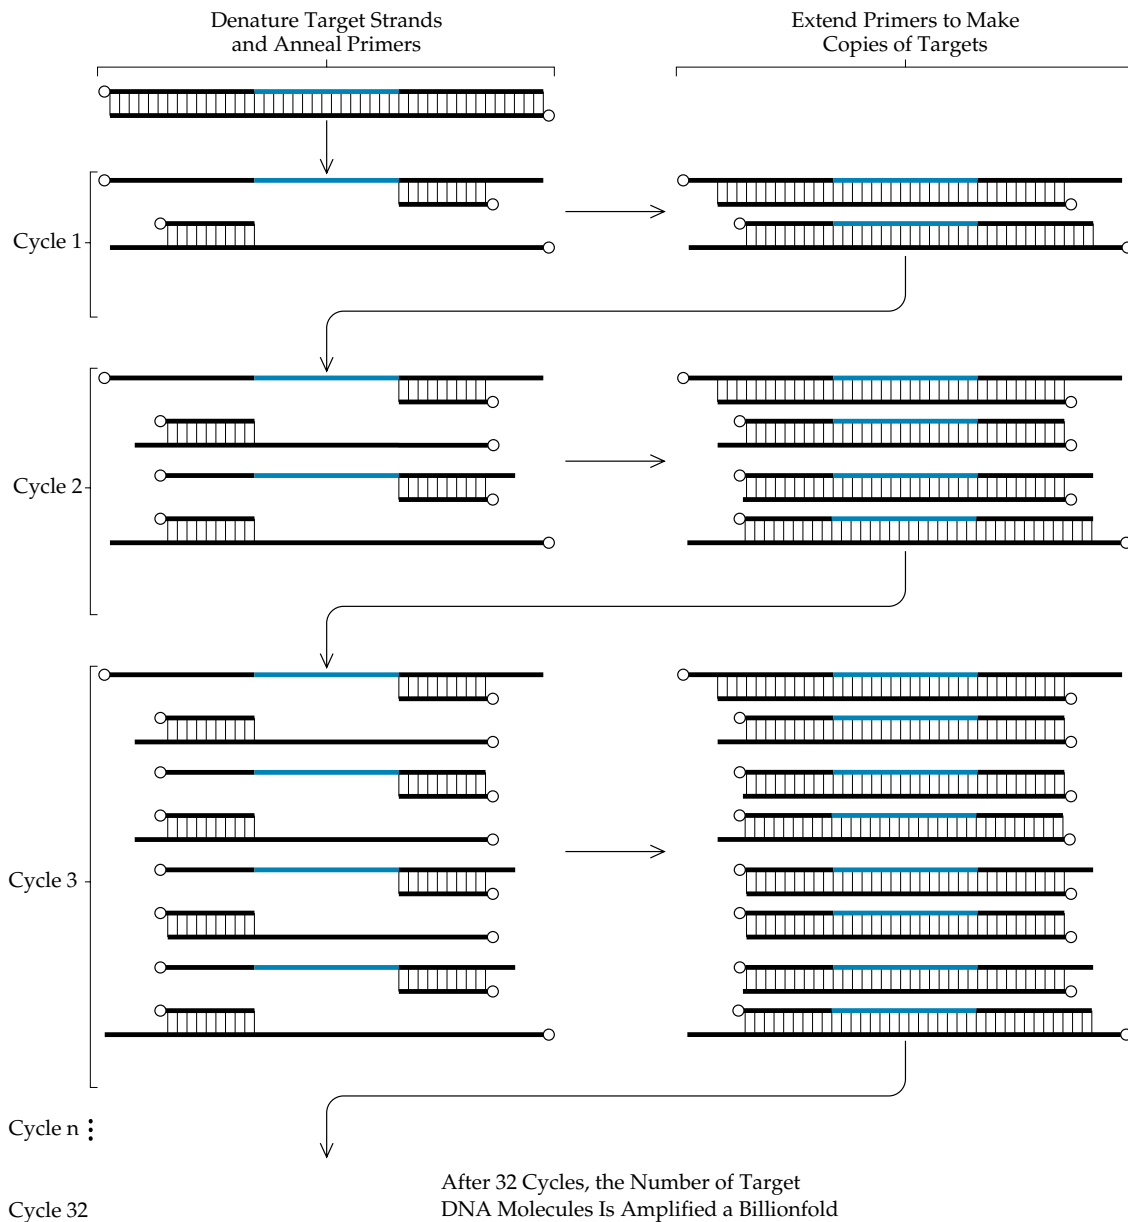 Denature Target Strands
and Anneal Primers
Extend Primers to Make
Copies of Targets
Cycle 1
Cycle 2
Cycle 3
Cycle n
After 32 Cycles, the Number of Target
DNA Molecules Is Amplified a Billionfold
Cycle 32